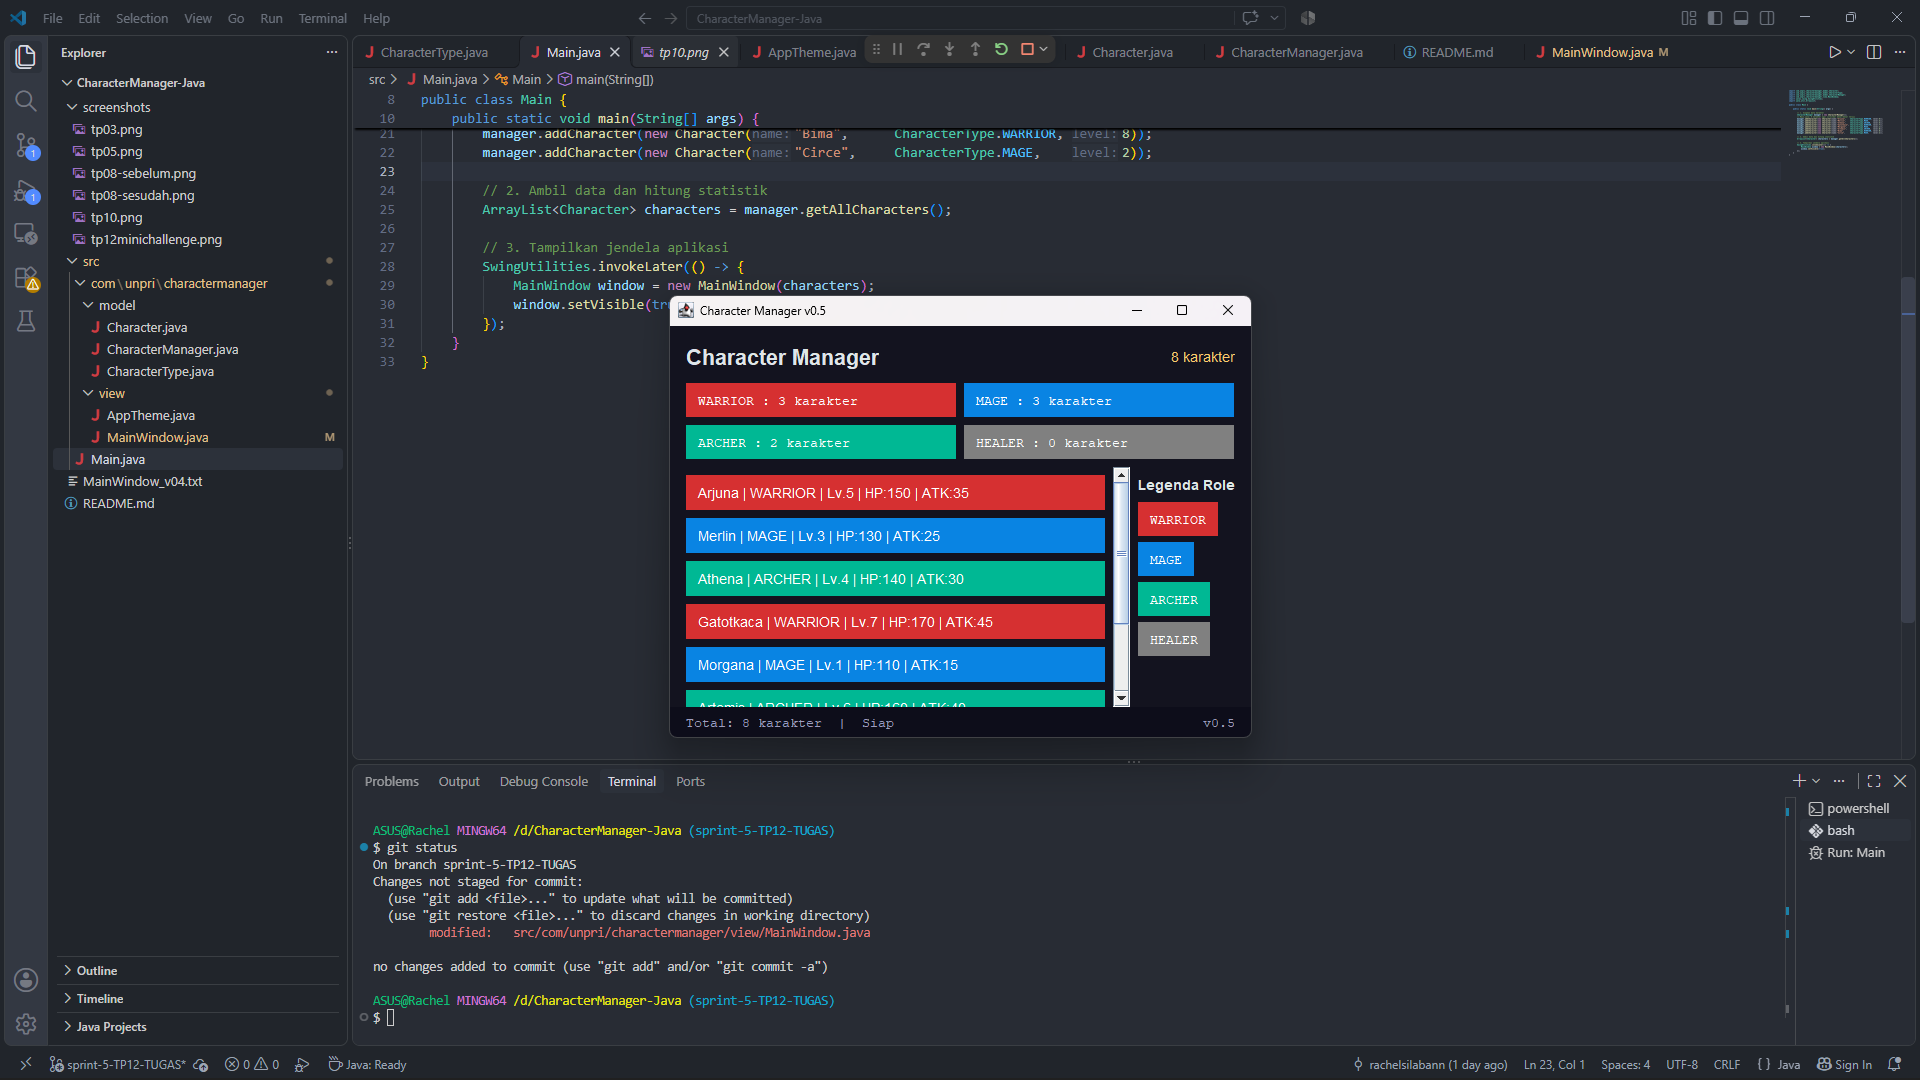 File Edit Selection View Go Run Terminal Help
CharacterManager-Java
Explorer
CharacterManager-Java
screenshots
tp03.png
tp05.png
tp08-sebelum.png
tp08-sesudah.png
tp10.png
tp12minichallenge.png
src
com\unpri\charactermanager
model
Character.java
CharacterManager.java
CharacterType.java
view
AppTheme.java
MainWindow.java M
Main.java
MainWindow_v04.txt
README.md
Outline
Timeline
Java Projects
CharacterType.java Main.java tp10.png AppTheme.java Character.java CharacterManager.java README.md MainWindow.java M
src > Main.java > Main > main(String[])
8 public class Main {
10 public static void main(String[] args) {
21 manager.addCharacter(new Character(name:"Bima", CharacterType.WARRIOR, level:8));
22 manager.addCharacter(new Character(name:"Circe", CharacterType.MAGE, level:2));
23
24 // 2. Ambil data dan hitung statistik
25 ArrayList<Character> characters = manager.getAllCharacters();
26
27 // 3. Tampilkan jendela aplikasi
28 SwingUtilities.invokeLater(() -> {
29 MainWindow window = new MainWindow(characters);
30 window.setVisible(
31 });
32 }
33 }
Character Manager v0.5
Character Manager
8 karakter
WARRIOR : 3 karakter
MAGE : 3 karakter
ARCHER : 2 karakter
HEALER : 0 karakter
Arjuna | WARRIOR | Lv.5 | HP:150 | ATK:35
Merlin | MAGE | Lv.3 | HP:130 | ATK:25
Athena | ARCHER | Lv.4 | HP:140 | ATK:30
Gatotkaca | WARRIOR | Lv.7 | HP:170 | ATK:45
Morgana | MAGE | Lv.1 | HP:110 | ATK:15
Legenda Role
WARRIOR
MAGE
ARCHER
HEALER
Total: 8 karakter | Siap
v0.5
Problems Output Debug Console Terminal Ports
ASUS@Rachel MINGW64 /d/CharacterManager-Java (sprint-5-TP12-TUGAS)
$ git status
On branch sprint-5-TP12-TUGAS
Changes not staged for commit:
(use "git add <file>..." to update what will be committed)
(use "git restore <file>..." to discard changes in working directory)
modified: src/com/unpri/charactermanager/view/MainWindow.java
no changes added to commit (use "git add" and/or "git commit -a")
ASUS@Rachel MINGW64 /d/CharacterManager-Java (sprint-5-TP12-TUGAS)
$
powershell
bash
Run: Main
sprint-5-TP12-TUGAS* 0 0 Java: Ready
rachelsilabann (1 day ago) Ln 23, Col 1 Spaces: 4 UTF-8 CRLF {} Java Sign In